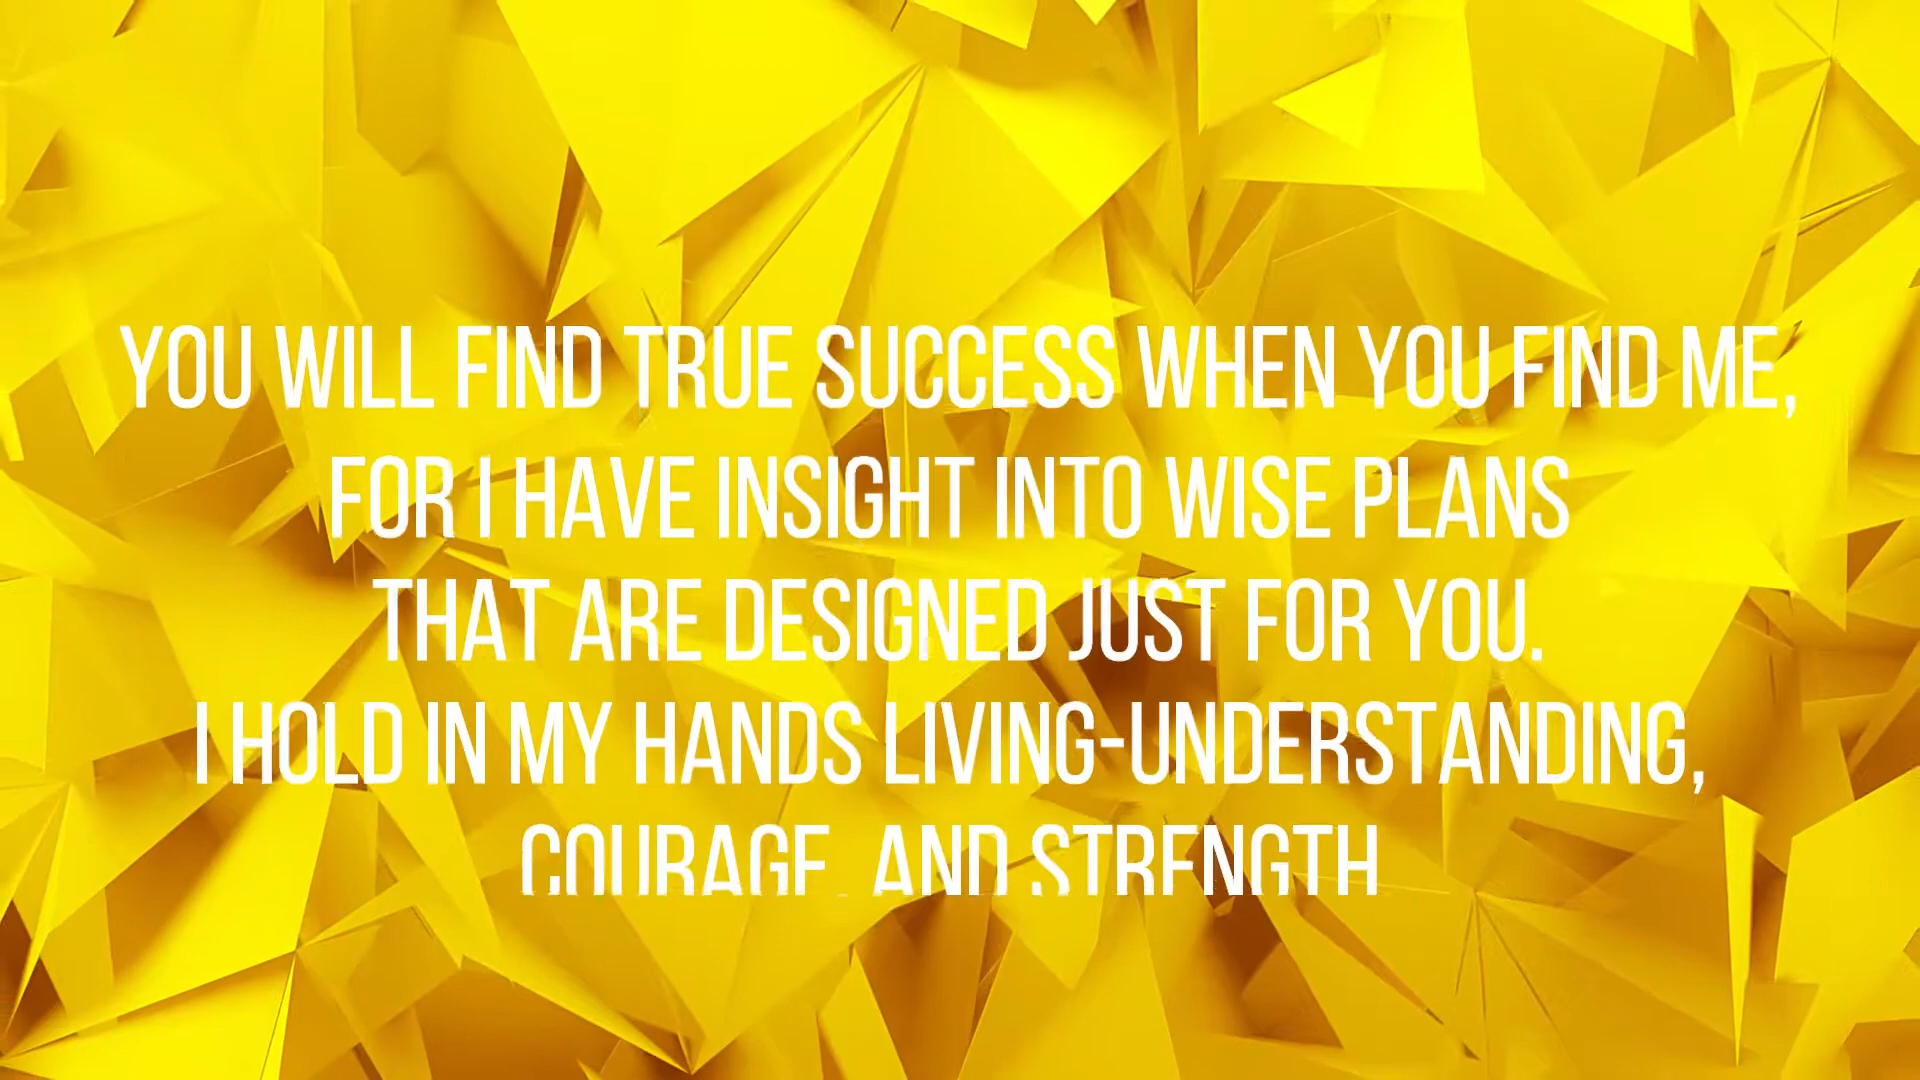 YOU WILL FIND TRUE SUCCESS WHEN YOU FIND ME,
FOR I HAVE INSIGHT INTO WISE PLANS
THAT ARE DESIGNED JUST FOR YOU.
I HOLD IN MY HANDS LIVING-UNDERSTANDING,
COURAGE, AND STRENGTH